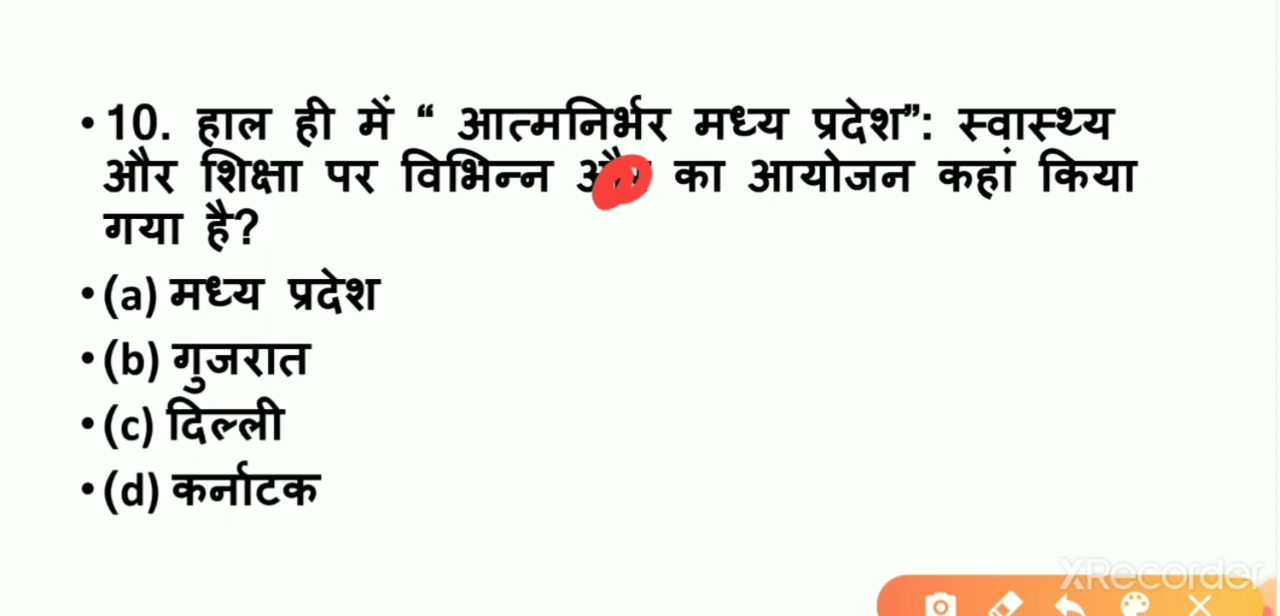 • 10. हाल ही में “ आत्मनिर्भर मध्य प्रदेश”: स्वास्थ्य
और शिक्षा पर विभिन्न का आयोजन कहां किया
गया है?
• (a) मध्य प्रदेश
• (b) गुजरात
• (c) दिल्ली
• (d) कर्नाटक
XRecorder